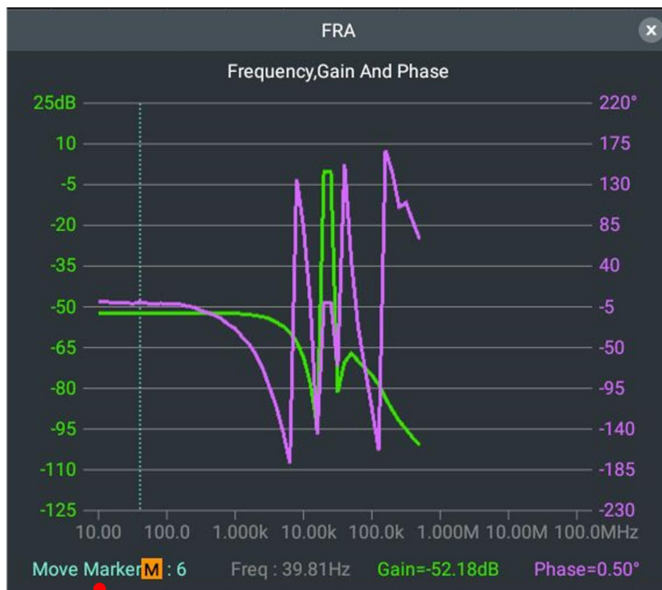 FRA x
Frequency,Gain And Phase
25dB 220°
10 175
-5 130
-20 85
-35 40
-50 -5
-65 -50
-80 -95
-95 -140
-110 -185
-125 -230
10.00 100.0 1.000k 10.00k 100.0k 1.000M 10.00M 100.0MHz
Move Marker M : 6 Freq : 39.81Hz Gain=-52.18dB Phase=0.50°